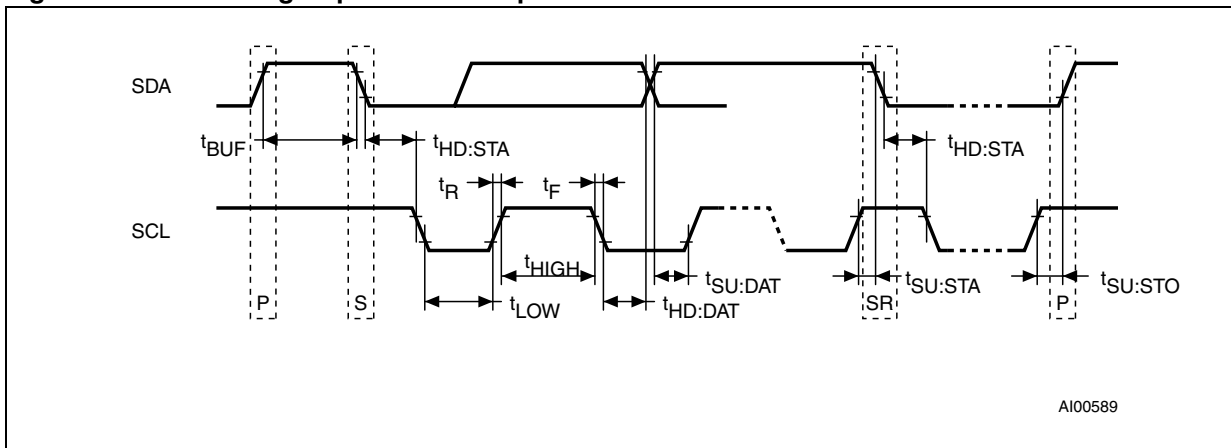 SDA
tBUF
tHD:STA
tHD:STA
tR
tF
SCL
tHIGH
tSU:DAT
tSU:STA
tSU:STO
P
S
tLOW
tHD:DAT
SR
P
AI00589